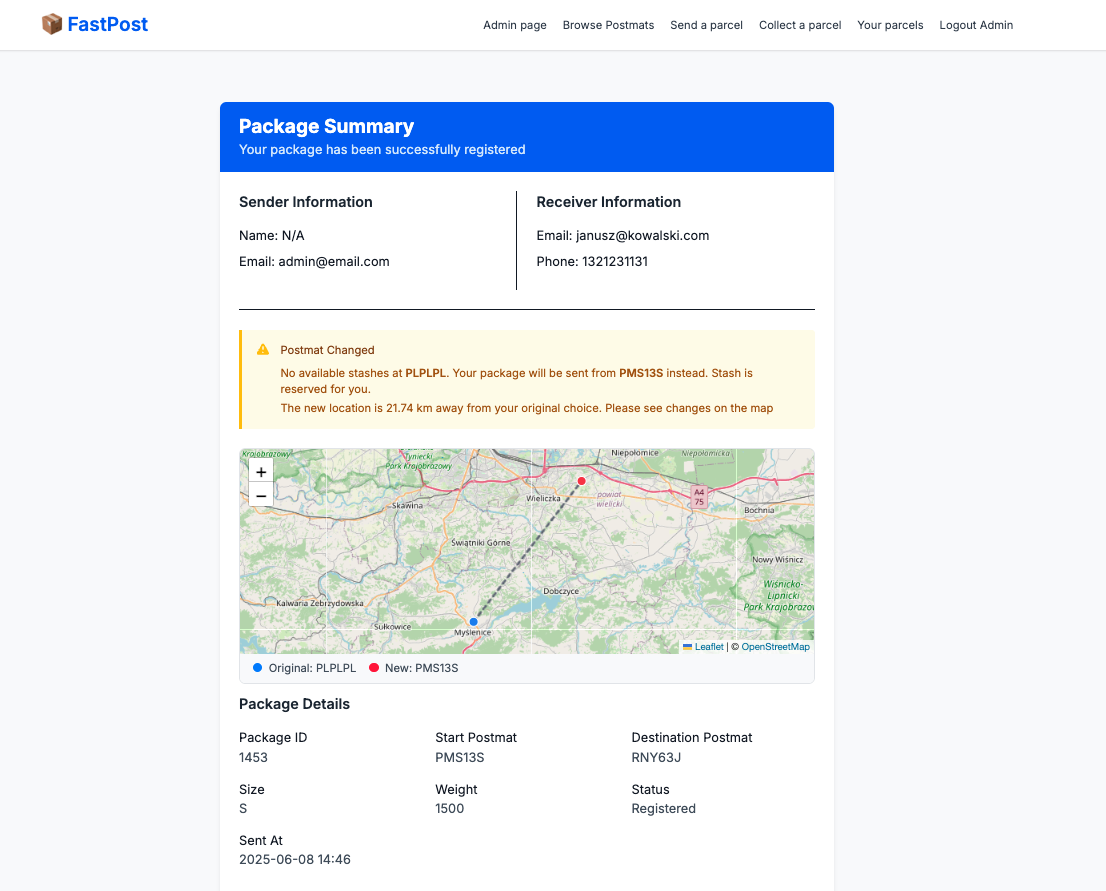 FastPost
Admin page Browse Postmats Send a parcel Collect a parcel Your parcels Logout Admin
Package Summary
Your package has been successfully registered
Sender Information
Name: N/A
Email: admin@email.com
Receiver Information
Email: janusz@kowalski.com
Phone: 1321231131
Postmat Changed
No available stashes at PLPLPL. Your package will be sent from PMS13S instead. Stash is
reserved for you.
The new location is 21.74 km away from your original choice. Please see changes on the map
+
−
Krajobrazowy
Tyniecki
Park Krajobrazowy
Niepołomice
Niepołomicka
Wieliczka
powiat
wielicki
A4
75
Skawina
Bochnia
Świątniki Górne
Nowy Wiśnicz
Dobczyce
Wiśnicko-
Lipnicki
Park Krajobrazo
Kalwaria Zebrzydowska
Sułkowice
Myślenice
Leaflet | © OpenStreetMap
Original: PLPLPL New: PMS13S
Package Details
Package ID
1453
Start Postmat
PMS13S
Destination Postmat
RNY63J
Size
S
Weight
1500
Status
Registered
Sent At
2025-06-08 14:46